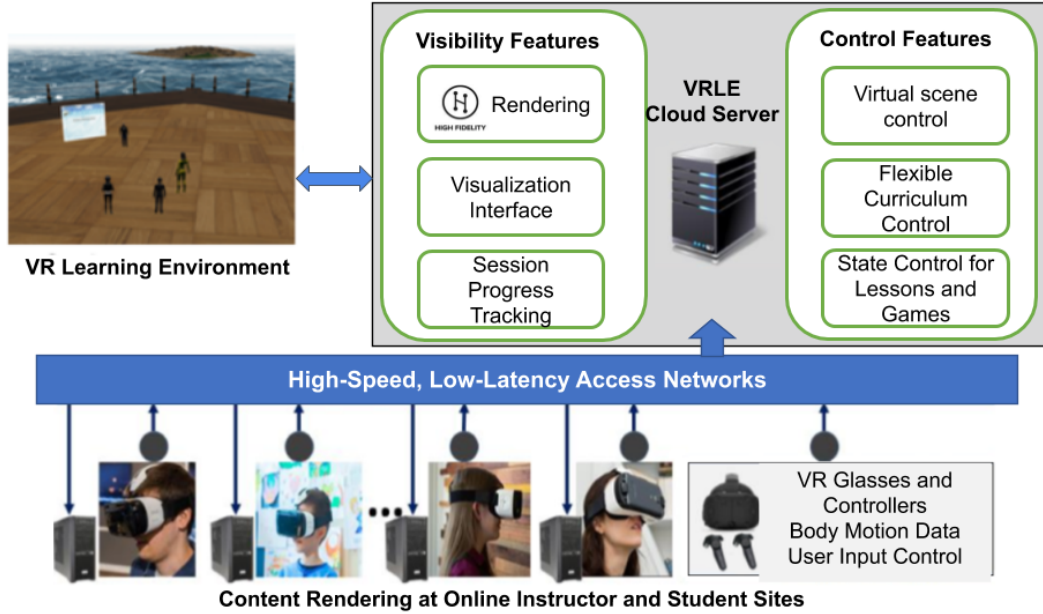 Visibility Features
Rendering
HIGH FIDELITY
Visualization
Interface
Session
Progress
Tracking
VRLE
Cloud Server
Control Features
Virtual scene
control
Flexible
Curriculum
Control
State Control for
Lessons and
Games
VR Learning Environment
High-Speed, Low-Latency Access Networks
VR Glasses and
Controllers
Body Motion Data
User Input Control
Content Rendering at Online Instructor and Student Sites